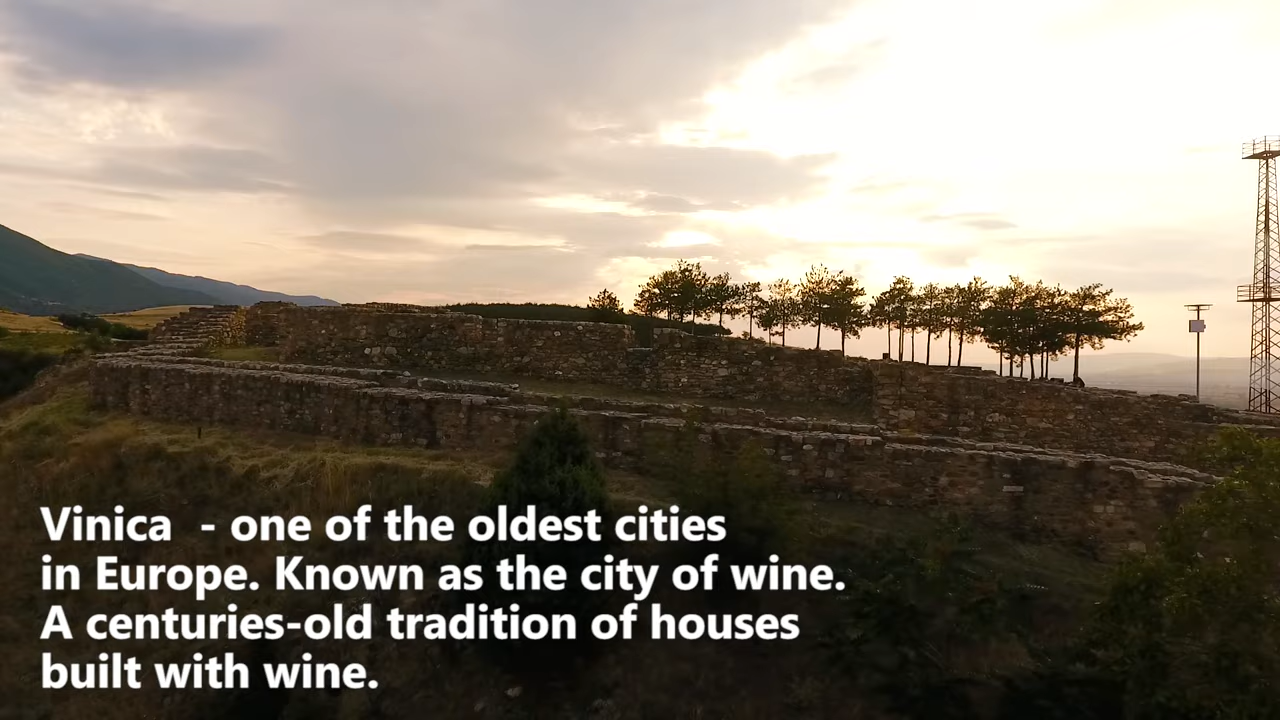 Vinica - one of the oldest cities
in Europe. Known as the city of wine.
A centuries-old tradition of houses
built with wine.